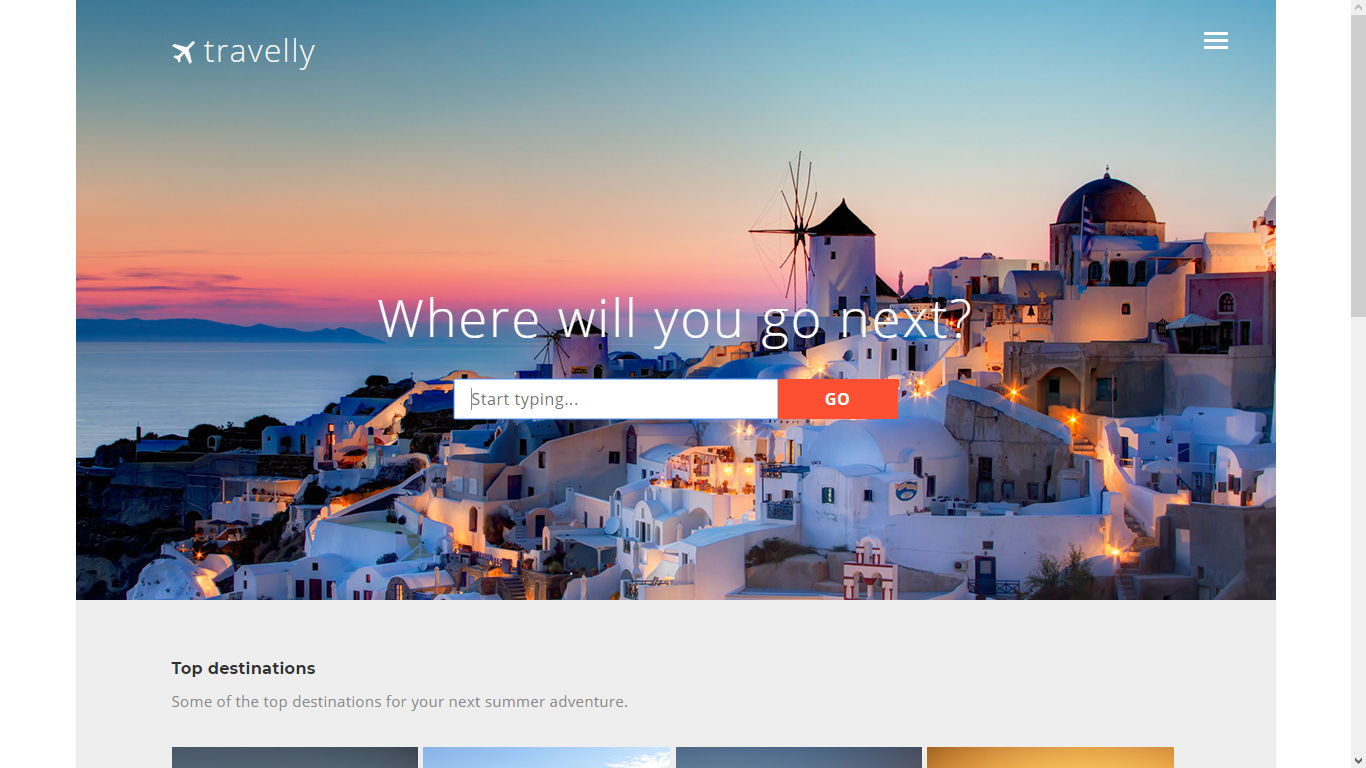 travelly
Where will you go next?
Start typing...
GO
Top destinations
Some of the top destinations for your next summer adventure.